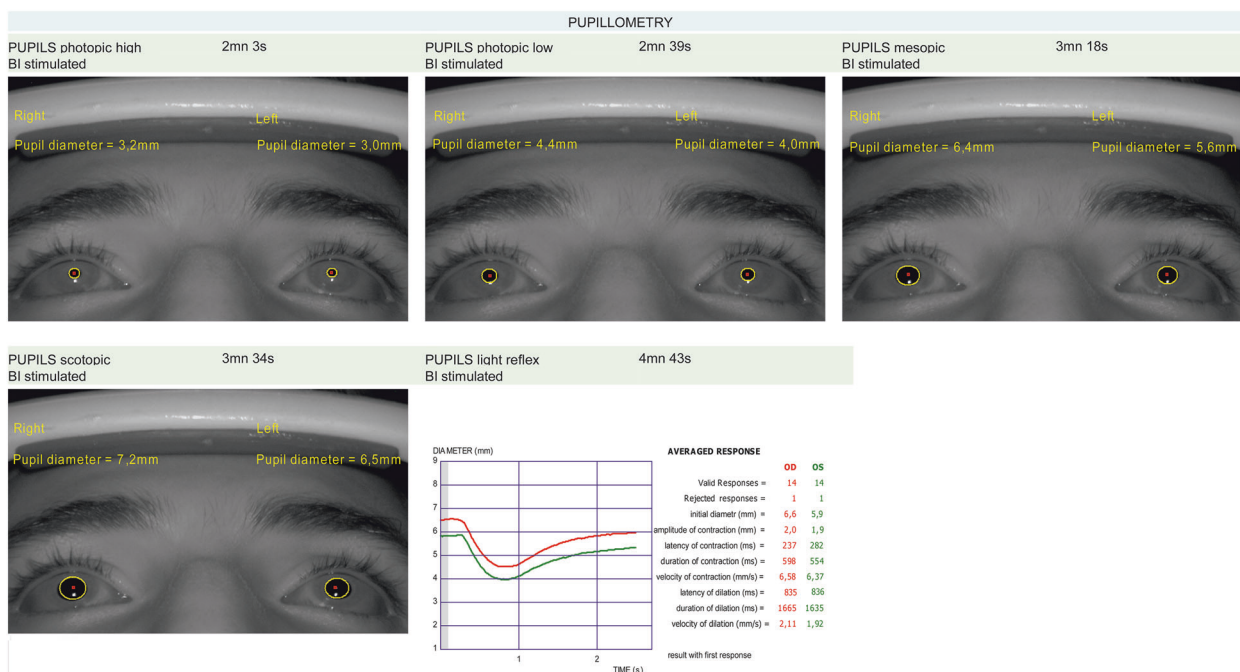 PUPILLOMETRY
PUPILS photopic high 2mn 3s
BI stimulated
Right Left
Pupil diameter = 3,2mm Pupil diameter = 3,0mm
PUPILS photopic low 2mn 39s
BI stimulated
Right Left
Pupil diameter = 4,4mm Pupil diameter = 4,0mm
PUPILS mesopic 3mn 18s
BI stimulated
Right Left
Pupil diameter = 6,4mm Pupil diameter = 5,6mm
PUPILS scotopic 3mn 34s
BI stimulated
Right Left
Pupil diameter = 7,2mm Pupil diameter = 6,5mm
PUPILS light reflex 4mn 43s
BI stimulated
DIAMETER (mm)
9
8
7
6
5
4
3
2
1
1 2
TIME (s)
AVERAGED RESPONSE
OD OS
Valid Responses = 14 14
Rejected responses = 1 1
initial diametr (mm) = 6,6 5,9
amplitude of contraction (mm) = 2,0 1,9
latency of contraction (ms) = 237 282
duration of contraction (ms) = 598 554
velocity of contraction (mm/s) = 6,58 6,37
latency of dilation (ms) = 835 836
duration of dilation (ms) = 1665 1635
velocity of dilation (mm/s) = 2,11 1,92
result with first response